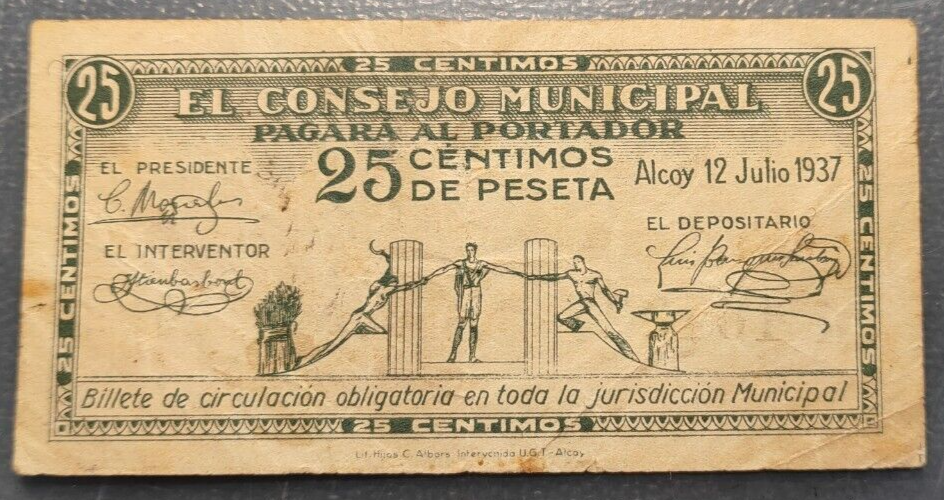 25 CENTIMOS
25
25
EL CONSEJO MUNICIPAL
PAGARÁ AL PORTADOR
25 CÉNTIMOS
DE PESETA
Alcoy 12 Julio 1937
EL PRESIDENTE
EL INTERVENTOR
EL DEPOSITARIO
25 CENTIMOS
25 CENTIMOS
Billete de circulación obligatoria en toda la jurisdicción Municipal
25 CENTIMOS
Lit. Hijos C. Albors. Intervenida U.G.T.-Alcoy